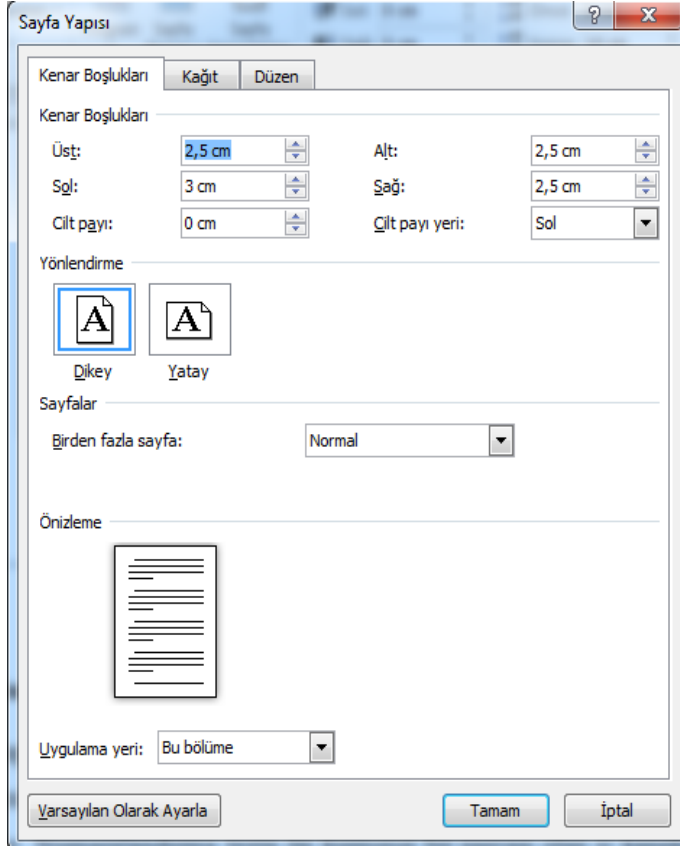 Sayfa Yapısı
Kenar Boşlukları Kağıt Düzen
Kenar Boşlukları
Üst: 2,5 cm Alt: 2,5 cm
Sol: 3 cm Sağ: 2,5 cm
Cilt payı: 0 cm Cilt payı yeri: Sol
Yönlendirme
A A
Dikey Yatay
Sayfalar
Birden fazla sayfa: Normal
Önizleme
Uygulama yeri: Bu bölüme
Varsayılan Olarak Ayarla Tamam İptal